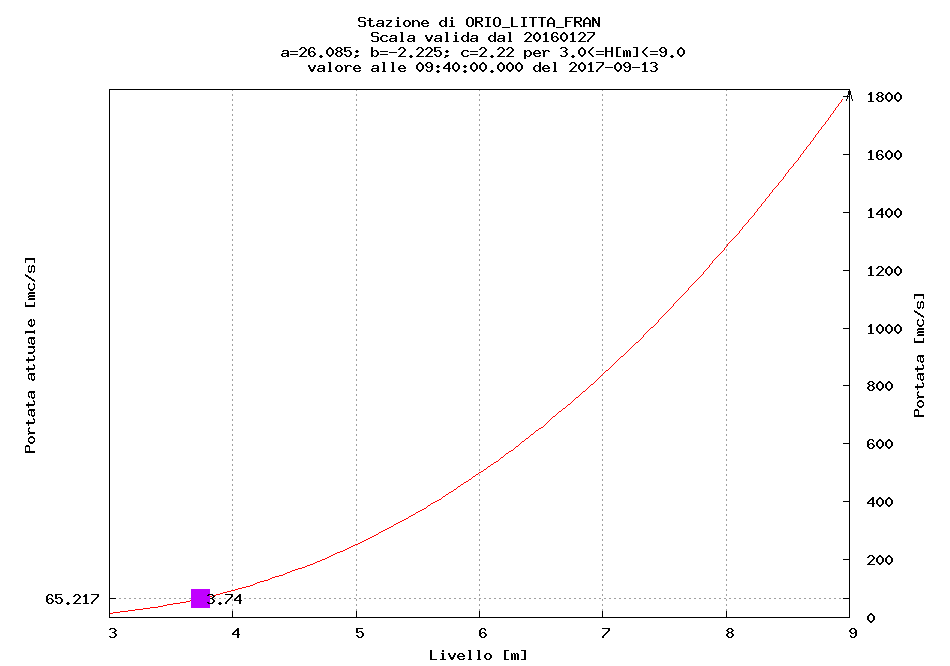 Stazione di ORIO_LITTA_FRAN
Scala valida dal 20160127
a=26.085; b=-2.225; c=2.22 per 3.0<=H[m]<=9.0
valore alle 09:40:00.000 del 2017-09-13
Portata attuale [mc/s]
65.217
3.74
1800
1600
1400
1200
1000
800
600
400
200
0
Portata [mc/s]
3 4 5 6 7 8 9
Livello [m]